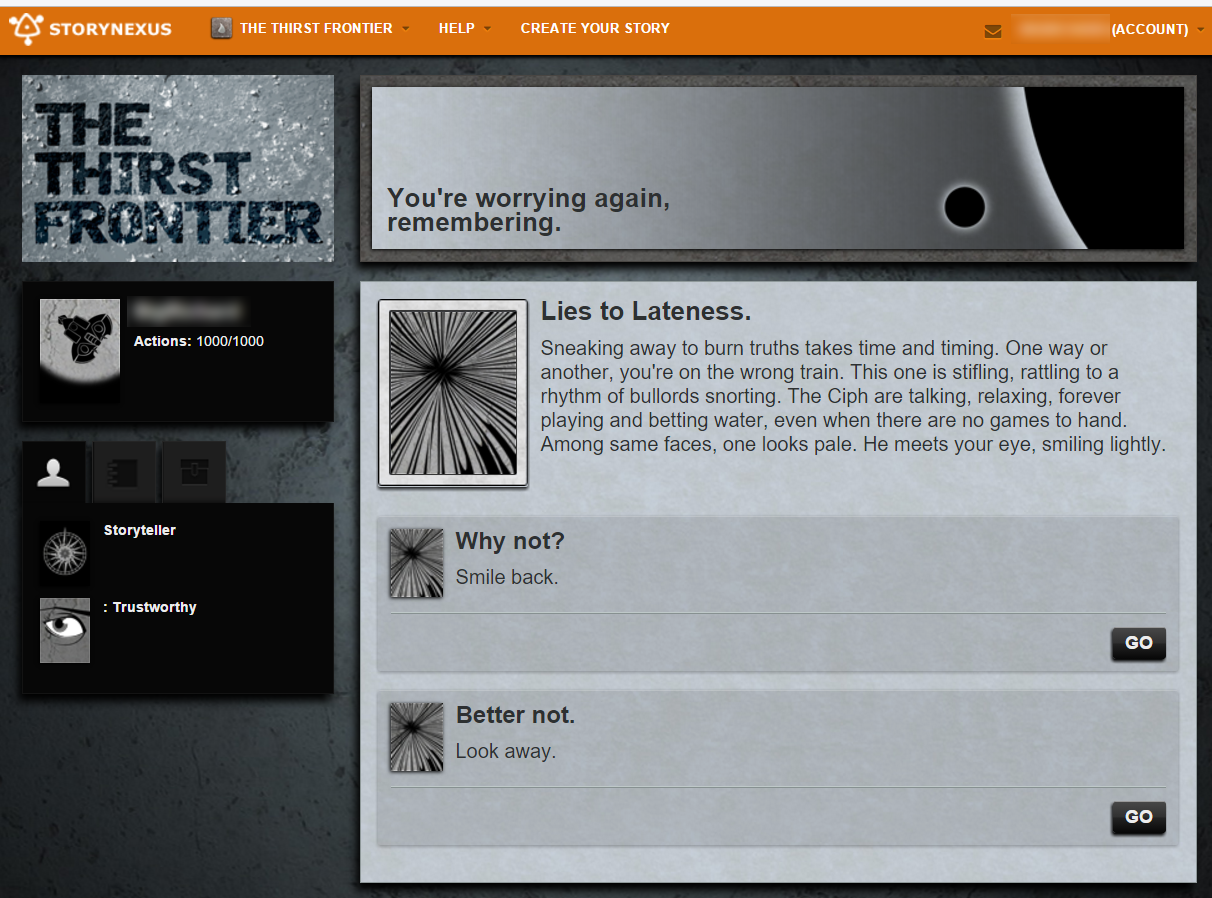 STORYNEXUS
THE THIRST FRONTIER
HELP
CREATE YOUR STORY
(ACCOUNT)
THE
THIRST
FRONTIER
You're worrying again,
remembering.
Actions: 1000/1000
Storyteller
: Trustworthy
Lies to Lateness.
Sneaking away to burn truths takes time and timing. One way or
another, you're on the wrong train. This one is stifling, rattling to a
rhythm of bullords snorting. The Ciph are talking, relaxing, forever
playing and betting water, even when there are no games to hand.
Among same faces, one looks pale. He meets your eye, smiling lightly.
Why not?
Smile back.
GO
Better not.
Look away.
GO